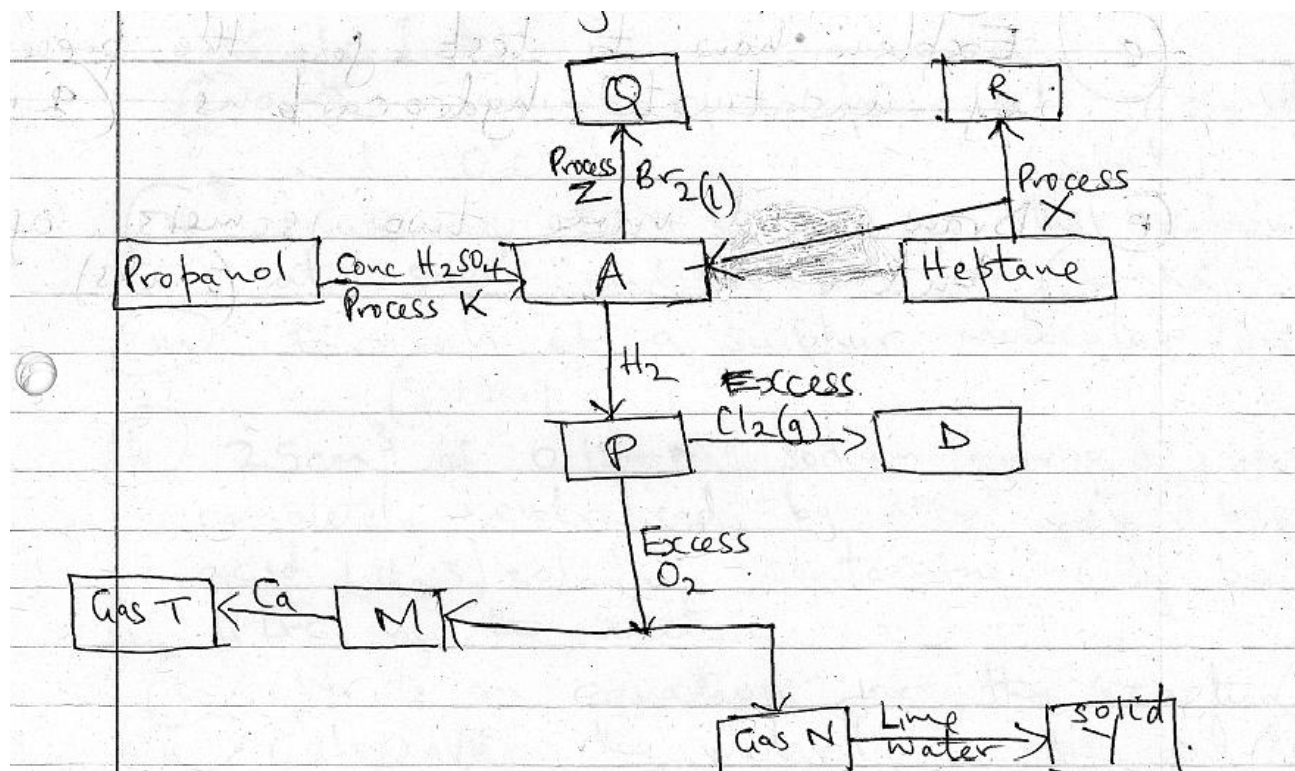 Q
R
Process Z
Br2(l)
Process X
Propanol
Conc H2SO4
Process K
A
Heptane
H2
Excess Cl2(g)
P
D
Excess O2
Gas T
Ca
M
Gas N
Lime Water
Solid Y